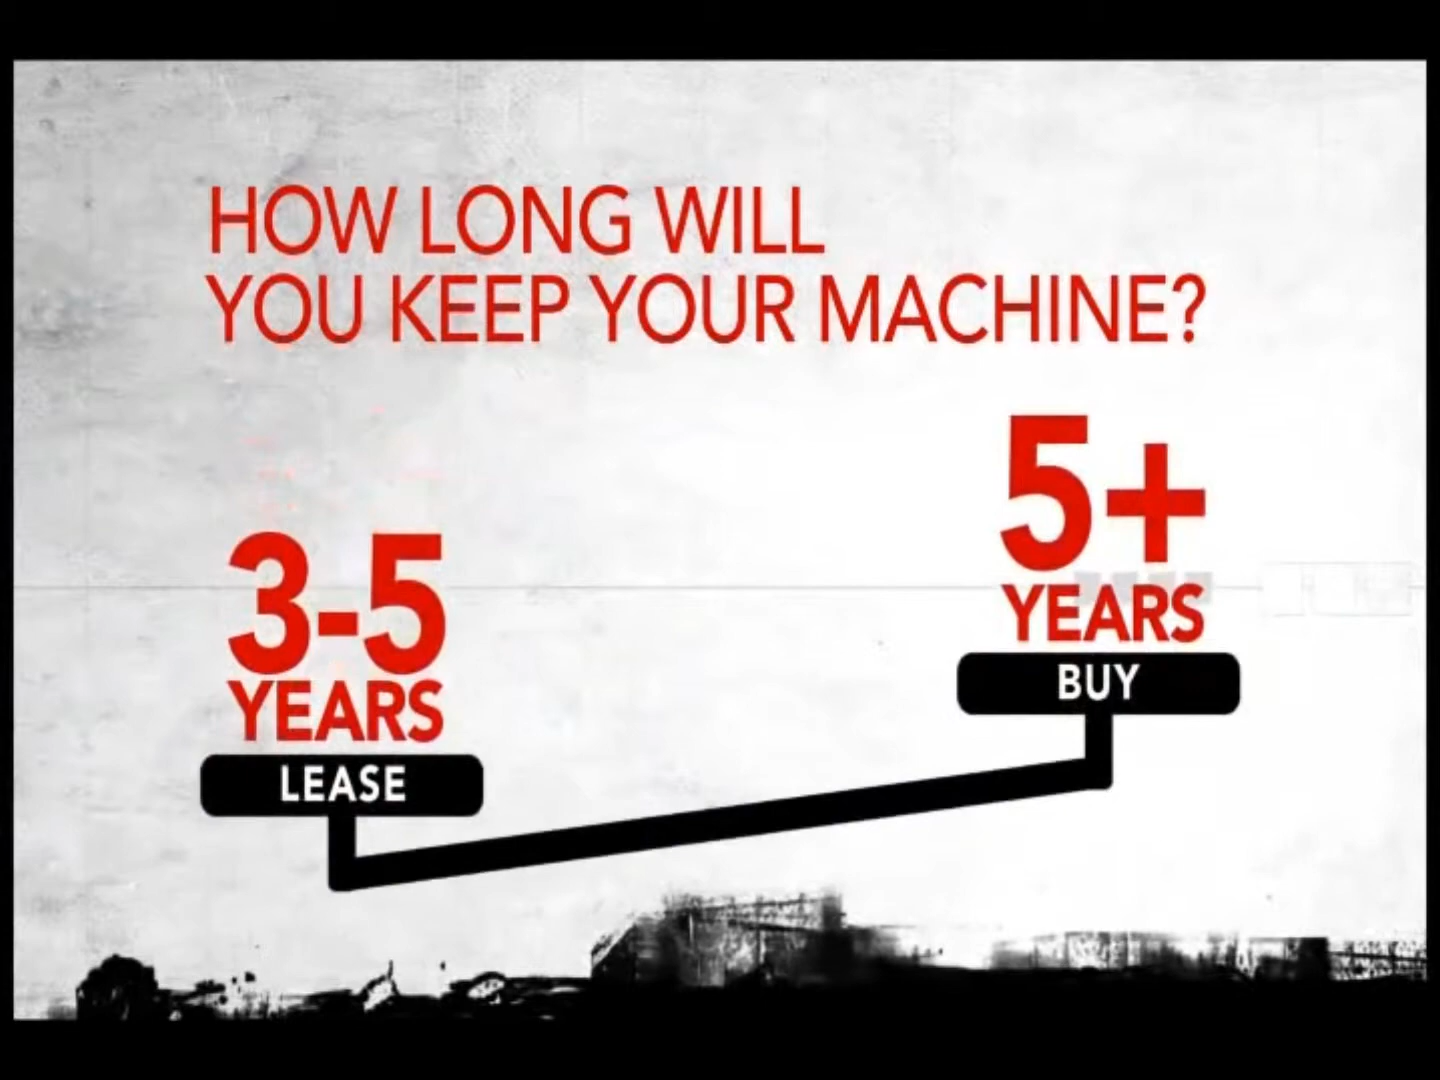 HOW LONG WILL
YOU KEEP YOUR MACHINE?
3-5
YEARS
LEASE
5+
YEARS
BUY